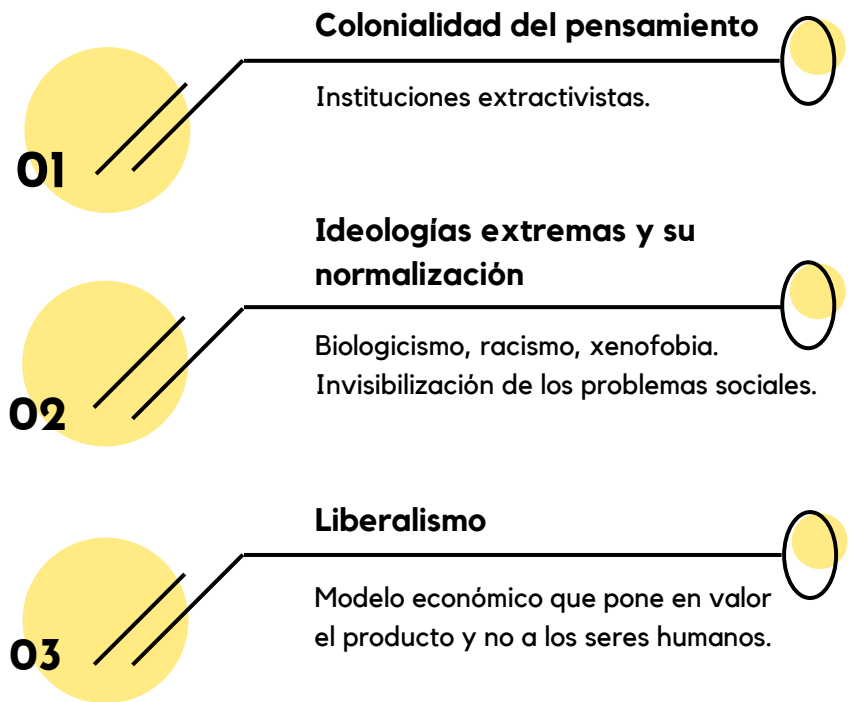 Colonialidad del pensamiento
Instituciones extractivistas.
01
Ideologías extremas y su
normalización
Biologicismo, racismo, xenofobia.
Invisibilización de los problemas sociales.
02
Liberalismo
Modelo económico que pone en valor
el producto y no a los seres humanos.
03